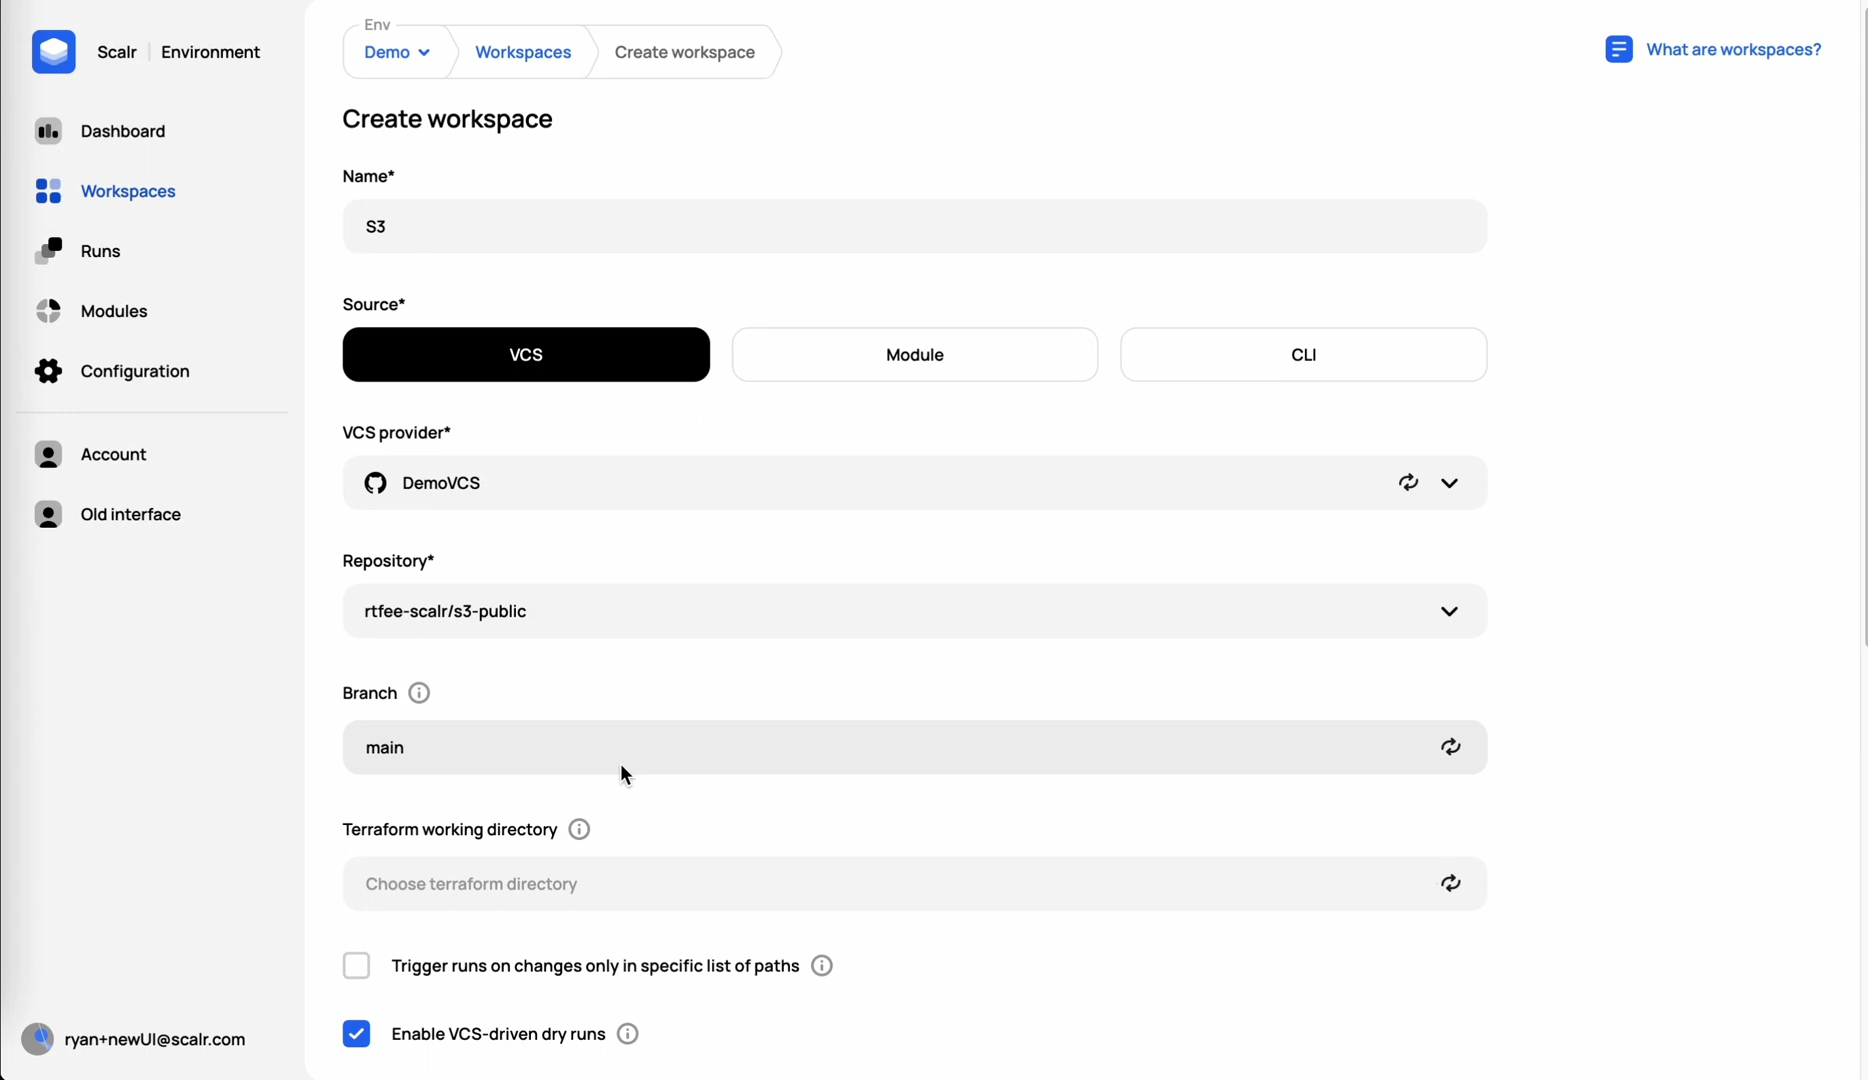 Scalr | Environment
Dashboard
Workspaces
Runs
Modules
Configuration
Account
Old interface
ryan+newUI@scalr.com
Env
Demo
Workspaces
Create workspace
What are workspaces?
Create workspace
Name*
S3
Source*
VCS
Module
CLI
VCS provider*
DemoVCS
Repository*
rtfee-scalr/s3-public
Branch
main
Terraform working directory
Choose terraform directory
Trigger runs on changes only in specific list of paths
Enable VCS-driven dry runs